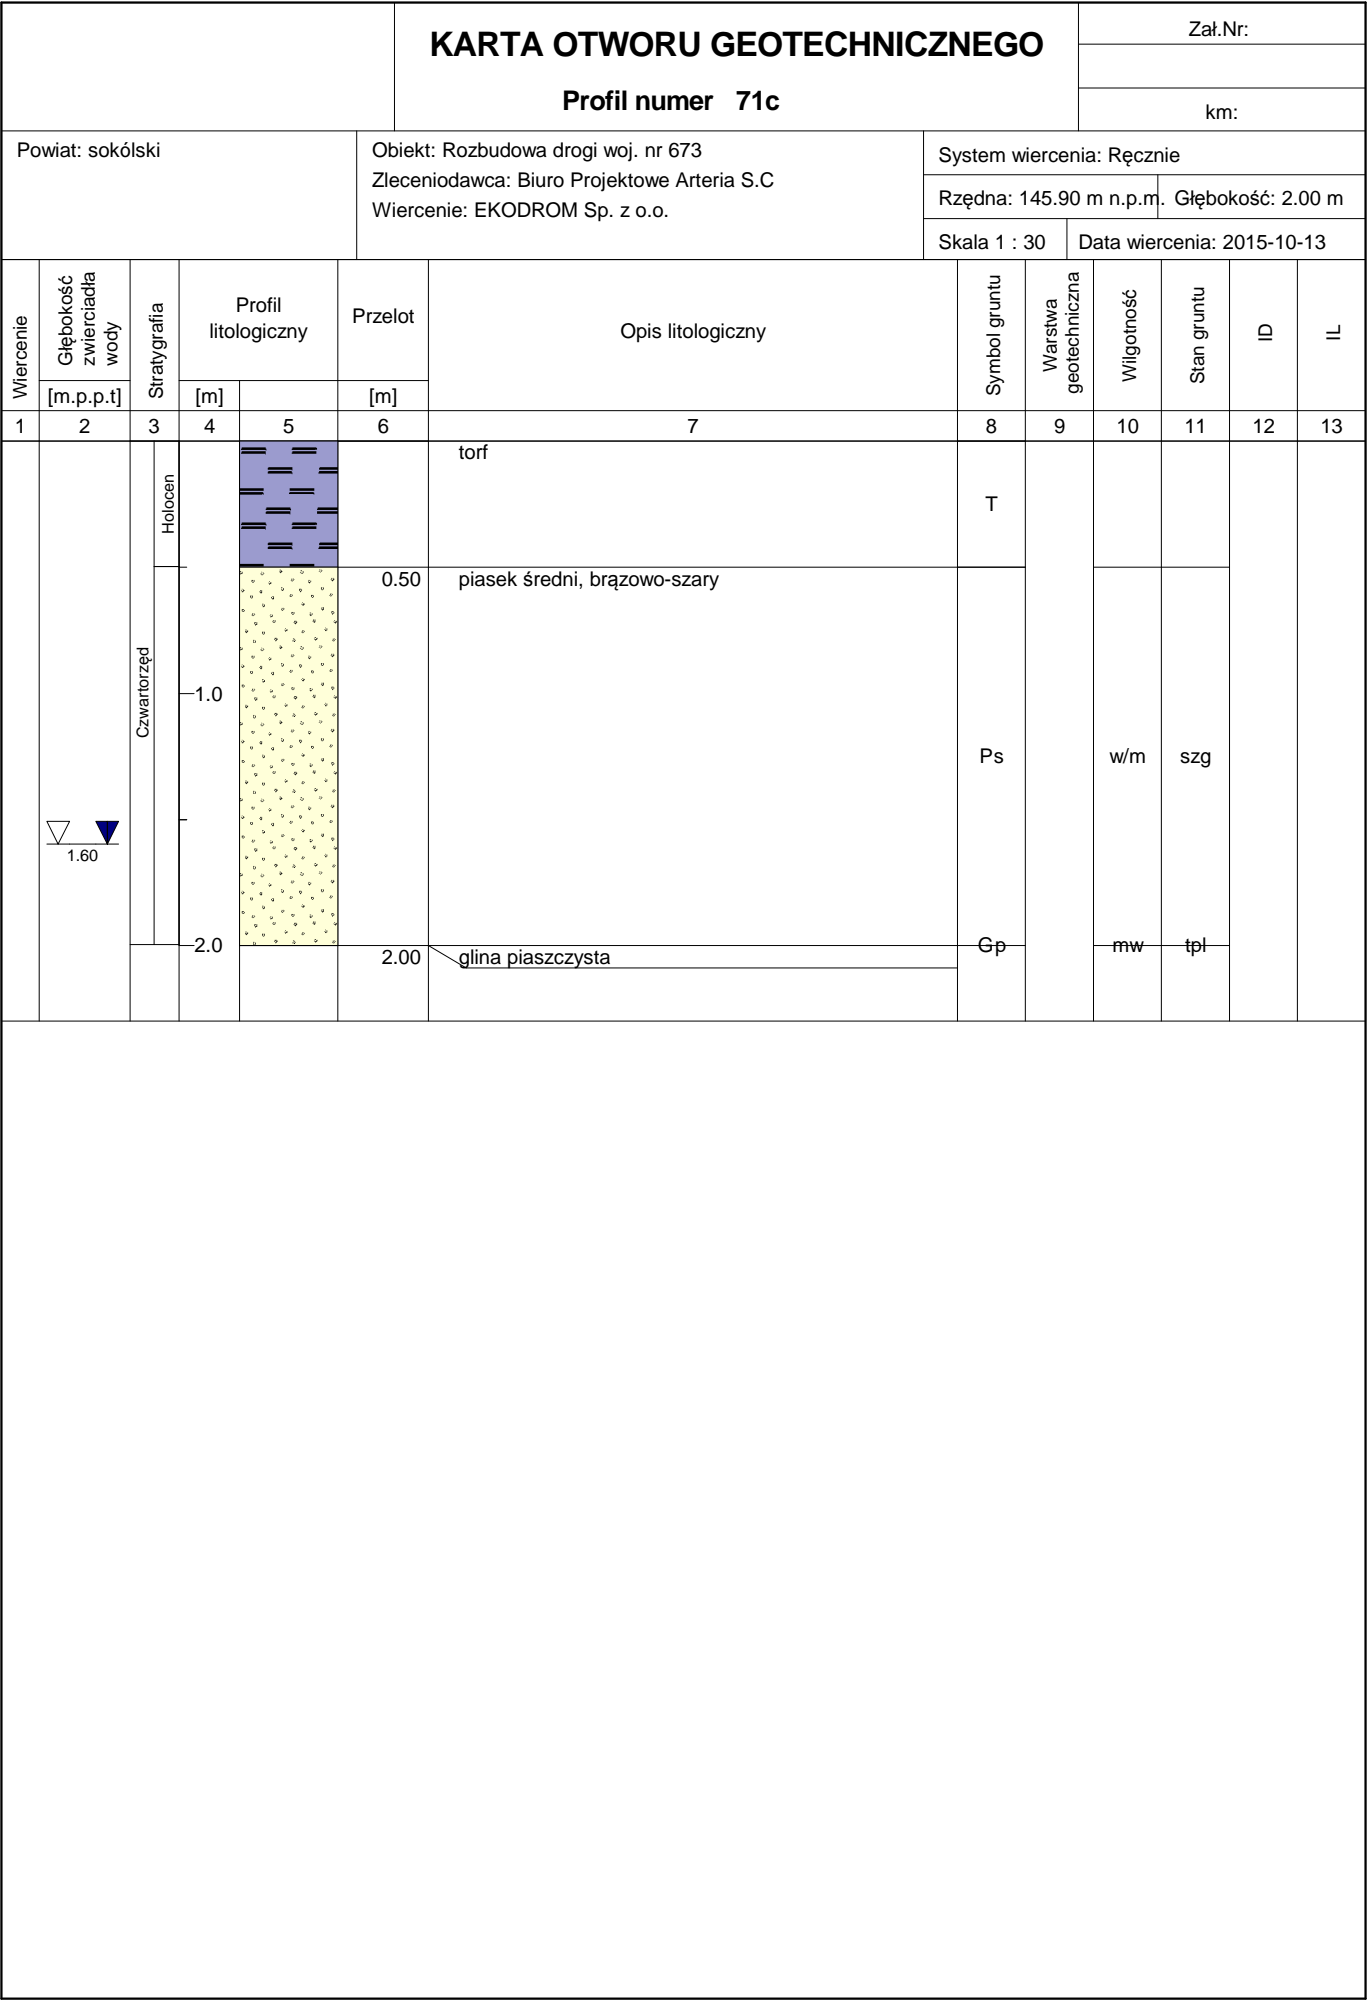 KARTA OTWORU GEOTECHNICZNEGO
Profil numer 71c
Zał.Nr:
km:
Powiat: sokólski
Obiekt: Rozbudowa drogi woj. nr 673
Zleceniodawca: Biuro Projektowe Arteria S.C
Wiercenie: EKODROM Sp. z o.o.
System wiercenia: Ręcznie
Rzędna: 145.90 m n.p.m. Głębokość: 2.00 m
Skala 1 : 30 Data wiercenia: 2015-10-13
Wiercenie
Głębokość
zwierciadła
wody
[m.p.p.t]
Stratygrafia
Profil
litologiczny
[m]
Przelot
[m]
Opis litologiczny
Symbol gruntu
Warstwa
geotechniczna
Wilgotność
Stan gruntu
ID
IL
1 2 3 4 5 6 7 8 9 10 11 12 13
Holocen
torf
T
0.50 piasek średni, brązowo-szary
Czwartorzęd
1.0
Ps w/m szg
1.60
2.0
2.00 glina piaszczysta
Gp mw tpl